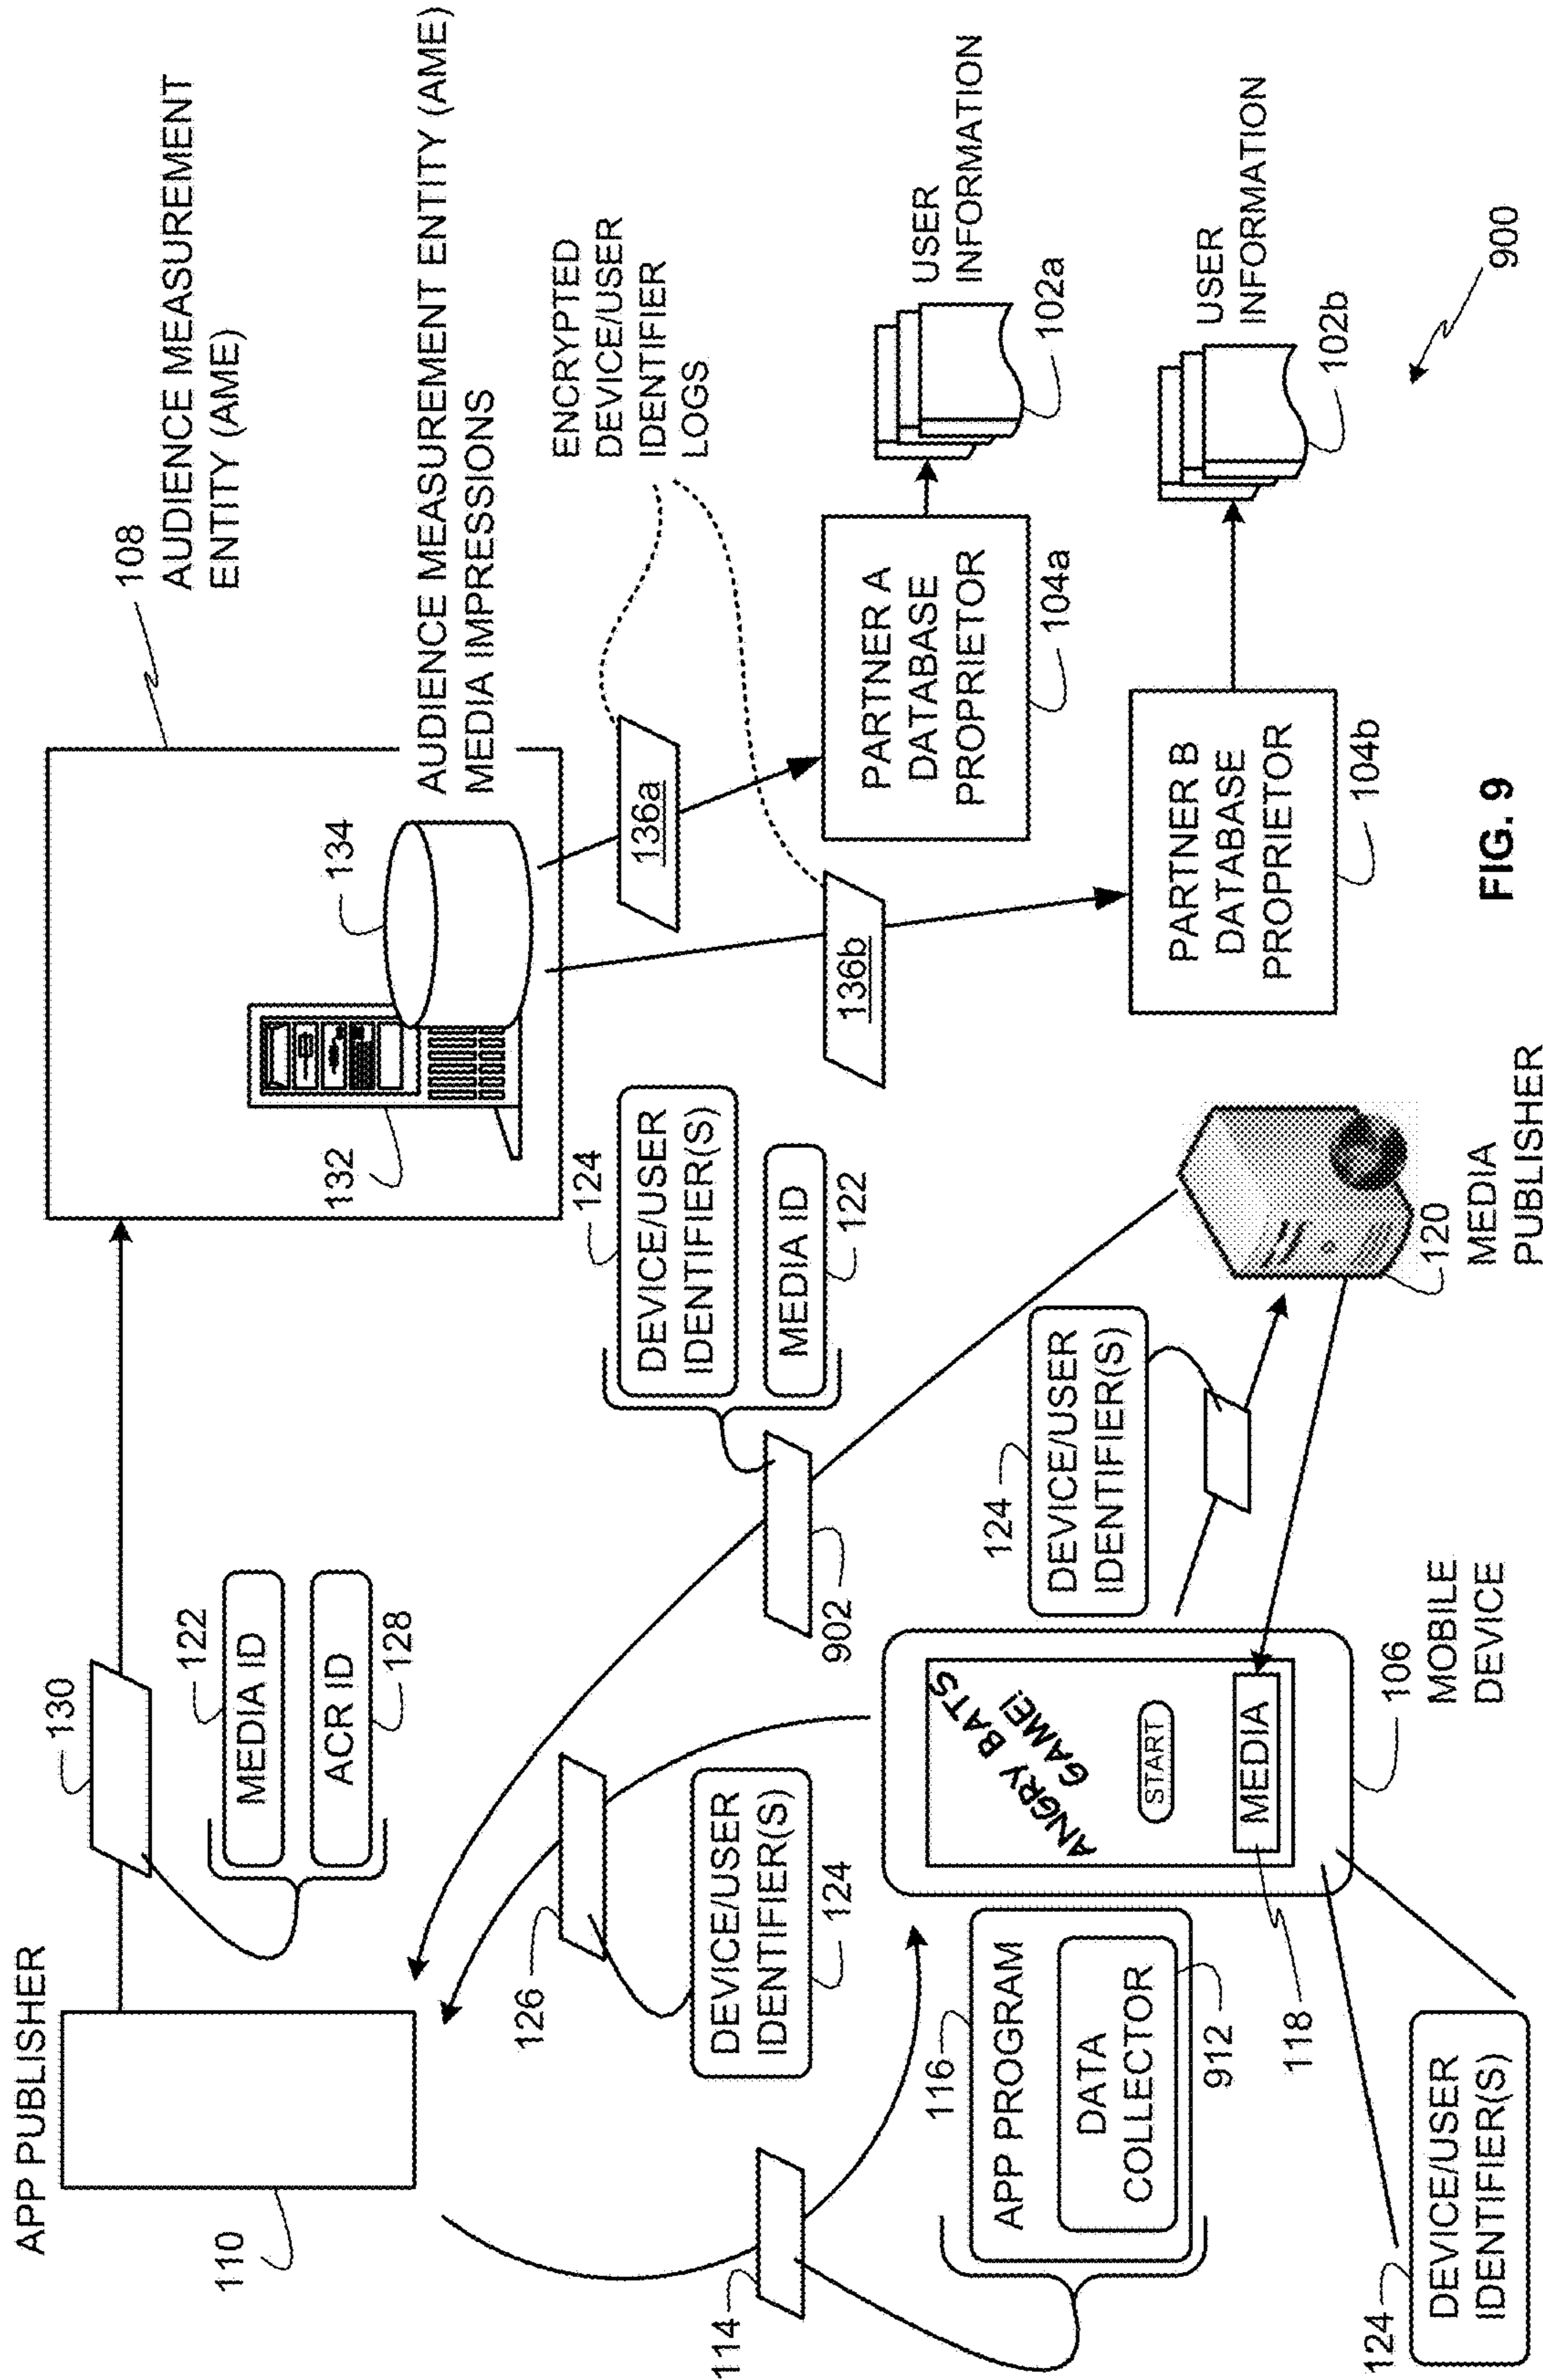 APP PUBLISHER
110
130
122
MEDIA ID
ACR ID
128
108
AUDIENCE MEASUREMENT
ENTITY (AME)
132
134
AUDIENCE MEASUREMENT ENTITY (AME)
MEDIA IMPRESSIONS
114
126
DEVICE/USER
IDENTIFIER(S)
124
902
124
DEVICE/USER
IDENTIFIER(S)
MEDIA ID
122
136a
136b
ENCRYPTED
DEVICE/USER
IDENTIFIER
LOGS
116
APP PROGRAM
DATA
COLLECTOR
912
ANGRY BATS
GAME!
START
MEDIA
118
106
MOBILE
DEVICE
124
DEVICE/USER
IDENTIFIER(S)
120
MEDIA
PUBLISHER
PARTNER A
DATABASE
PROPRIETOR
104a
USER
INFORMATION
102a
PARTNER B
DATABASE
PROPRIETOR
104b
USER
INFORMATION
102b
124
DEVICE/USER
IDENTIFIER(S)
900
FIG. 9